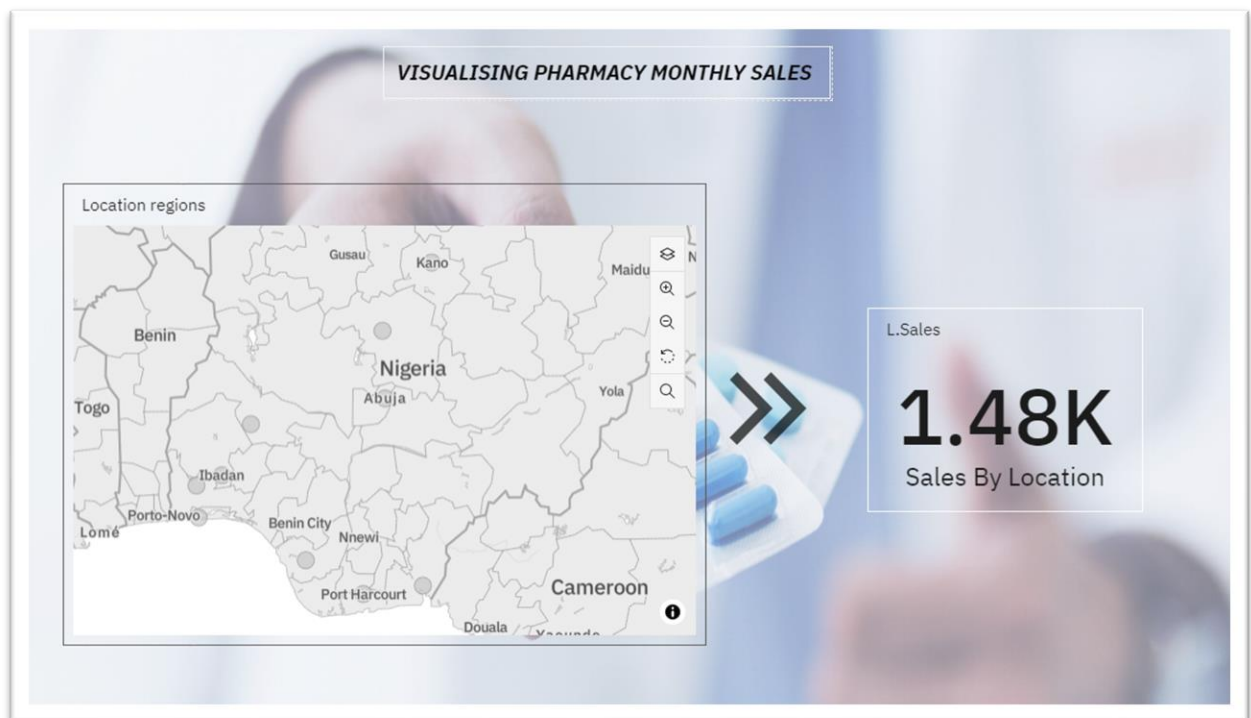 VISUALISING PHARMACY MONTHLY SALES
Location regions
Gusau
Kano
Maidu
N
Benin
Nigeria
Abuja
Yola
Togo
Ibadan
Porto-Novo
Lomé
Benin City
Nnewi
Port Harcourt
Cameroon
Douala
Yaounde
L.Sales
1.48K
Sales By Location